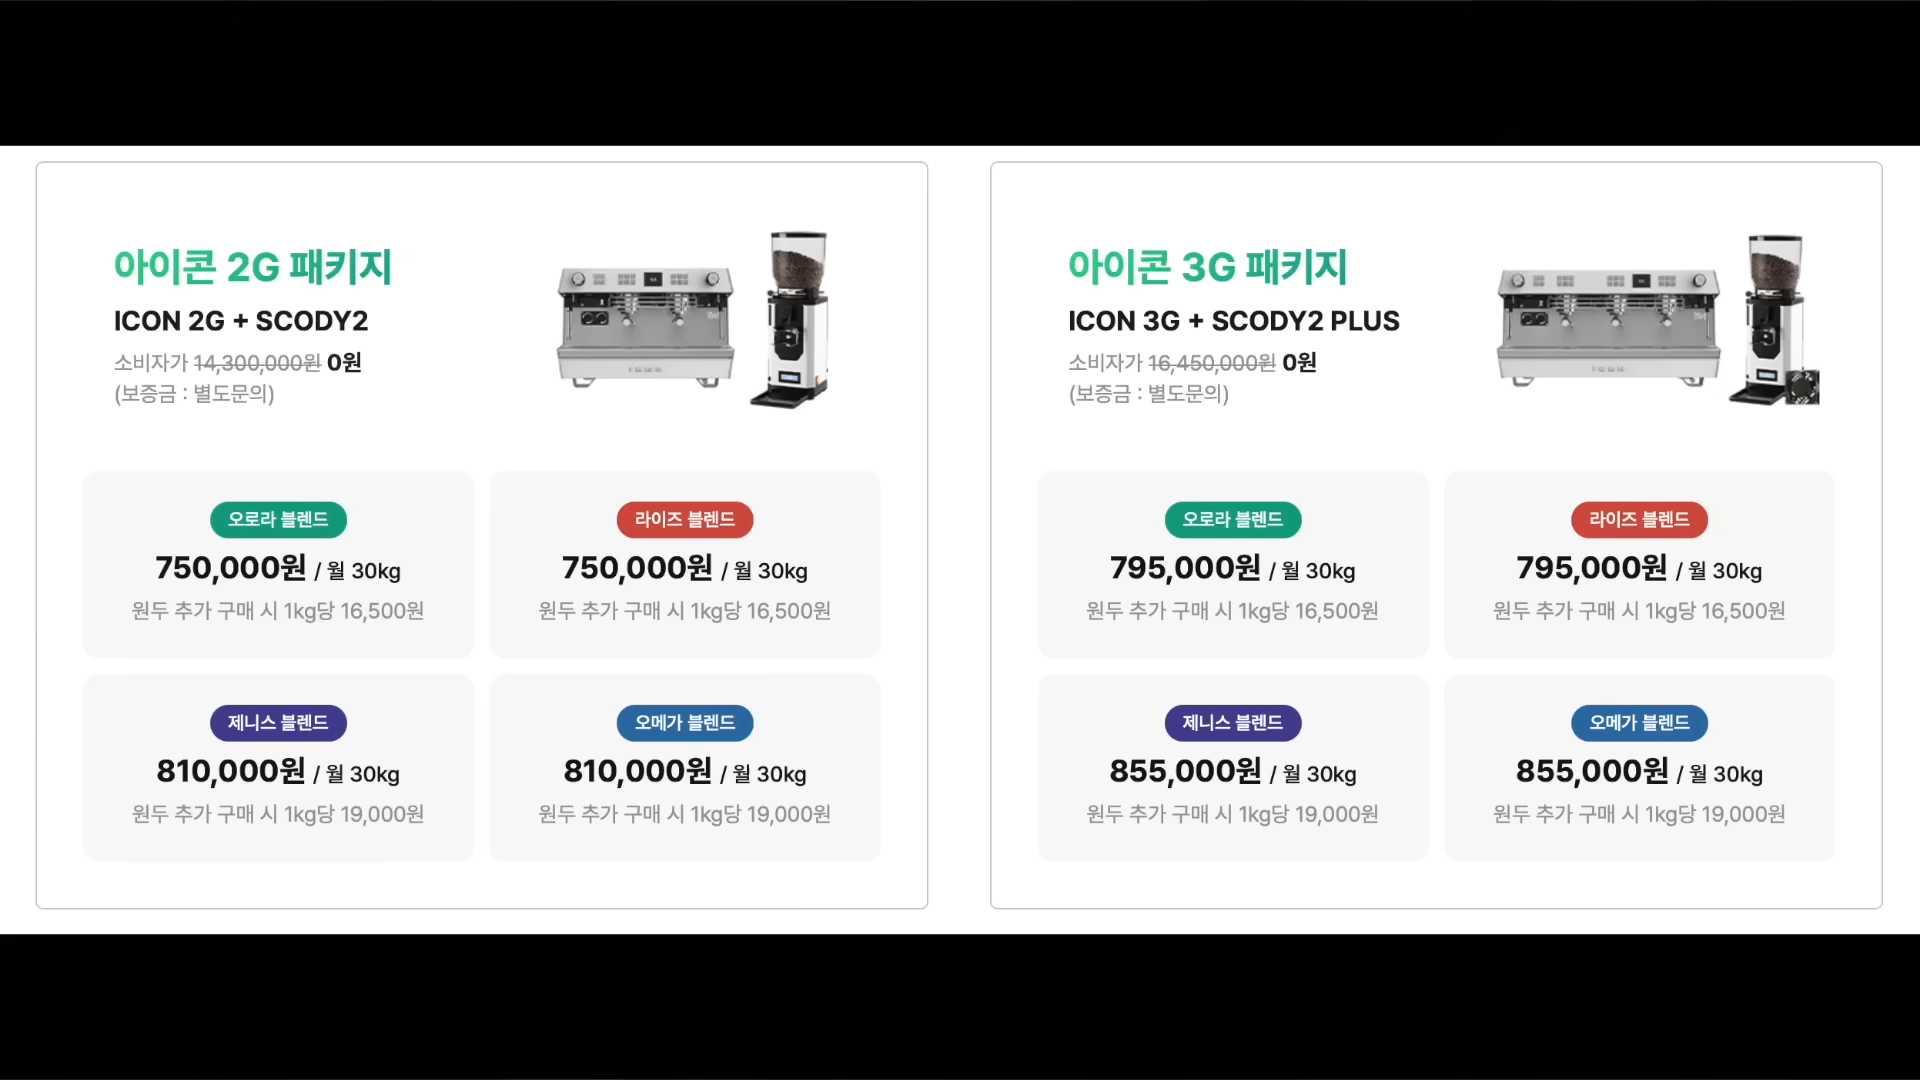 아이콘 2G 패키지
ICON 2G + SCODY2
소비자가 14,300,000원 0원
(보증금 : 별도문의)
오로라 블렌드
750,000원 / 월 30kg
원두 추가 구매 시 1kg당 16,500원
라이즈 블렌드
750,000원 / 월 30kg
원두 추가 구매 시 1kg당 16,500원
제니스 블렌드
810,000원 / 월 30kg
원두 추가 구매 시 1kg당 19,000원
오메가 블렌드
810,000원 / 월 30kg
원두 추가 구매 시 1kg당 19,000원
아이콘 3G 패키지
ICON 3G + SCODY2 PLUS
소비자가 16,450,000원 0원
(보증금 : 별도문의)
오로라 블렌드
795,000원 / 월 30kg
원두 추가 구매 시 1kg당 16,500원
라이즈 블렌드
795,000원 / 월 30kg
원두 추가 구매 시 1kg당 16,500원
제니스 블렌드
855,000원 / 월 30kg
원두 추가 구매 시 1kg당 19,000원
오메가 블렌드
855,000원 / 월 30kg
원두 추가 구매 시 1kg당 19,000원